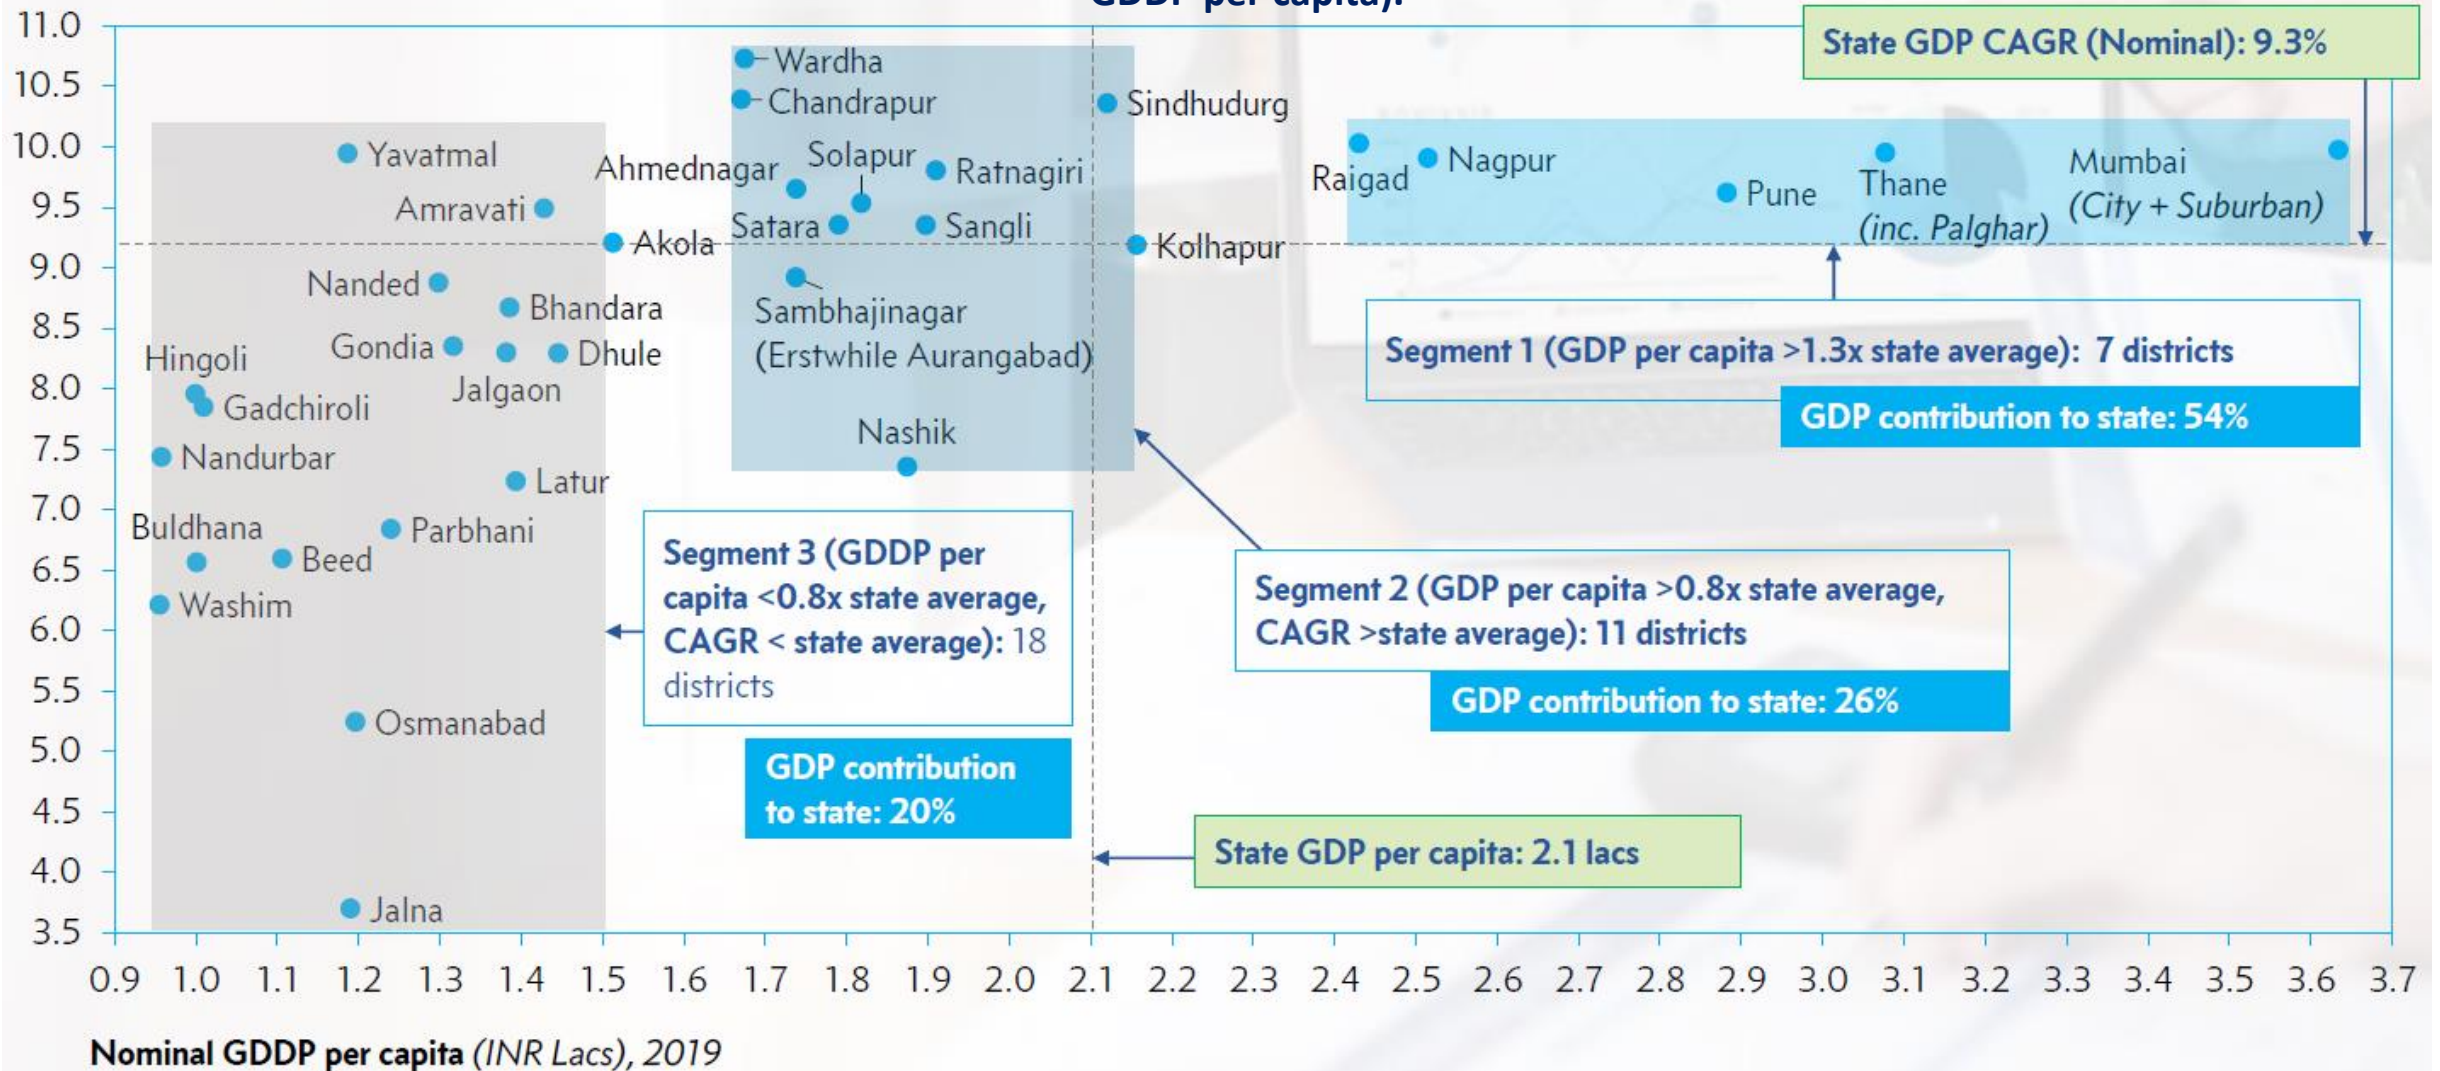 GDDP per capita):
11.0
10.5
10.0
9.5
9.0
8.5
8.0
7.5
7.0
6.5
6.0
5.5
5.0
4.5
4.0
3.5
State GDP CAGR (Nominal): 9.3%
Wardha
Chandrapur
Sindhudurg
Yavatmal
Ahmednagar
Solapur
Ratnagiri
Raigad
Nagpur
Pune
Thane
(inc. Palghar)
Mumbai
(City + Suburban)
Amravati
Akola
Satara
Sangli
Kolhapur
Nanded
Bhandara
Sambhajinagar
(Erstwhile Aurangabad)
Hingoli
Gondia
Jalgaon
Dhule
Gadchiroli
Segment 1 (GDP per capita >1.3x state average): 7 districts
GDP contribution to state: 54%
Nashik
Nandurbar
Latur
Buldhana
Beed
Parbhani
Washim
Segment 3 (GDDP per
capita <0.8x state average,
CAGR < state average): 18
districts
Segment 2 (GDP per capita >0.8x state average,
CAGR >state average): 11 districts
GDP contribution to state: 26%
Osmanabad
GDP contribution
to state: 20%
State GDP per capita: 2.1 lacs
Jalna
0.9 1.0 1.1 1.2 1.3 1.4 1.5 1.6 1.7 1.8 1.9 2.0 2.1 2.2 2.3 2.4 2.5 2.6 2.7 2.8 2.9 3.0 3.1 3.2 3.3 3.4 3.5 3.6 3.7
Nominal GDDP per capita (INR Lacs), 2019